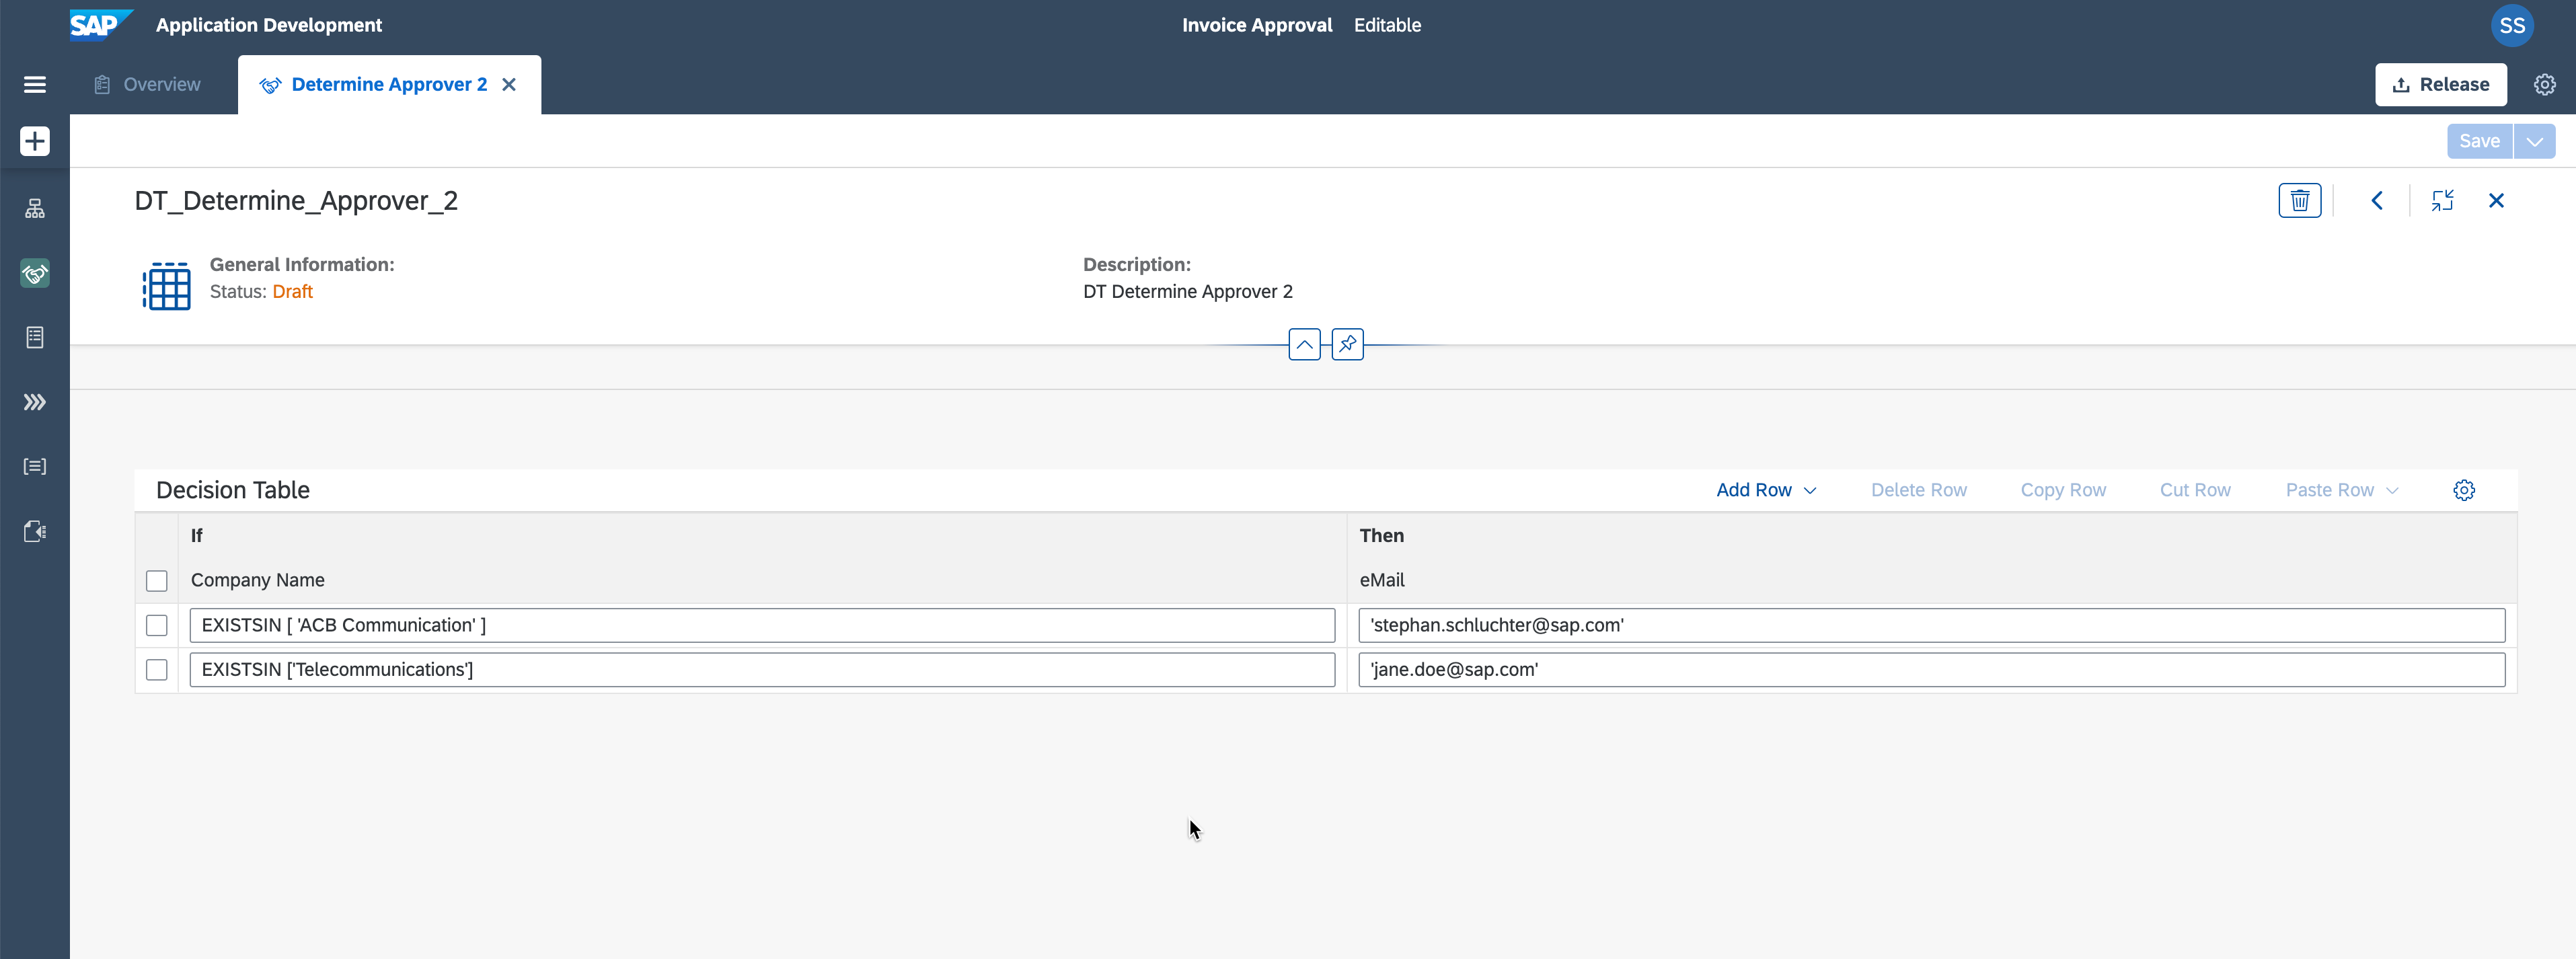 SAP Application Development Invoice Approval Editable SS
Overview Determine Approver 2 Release
Save
DT_Determine_Approver_2
General Information: Description:
Status: Draft DT Determine Approver 2
Decision Table Add Row Delete Row Copy Row Cut Row Paste Row
If Then
Company Name eMail
EXISTSIN [ 'ACB Communication' ] 'stephan.schluchter@sap.com'
EXISTSIN ['Telecommunications'] 'jane.doe@sap.com'